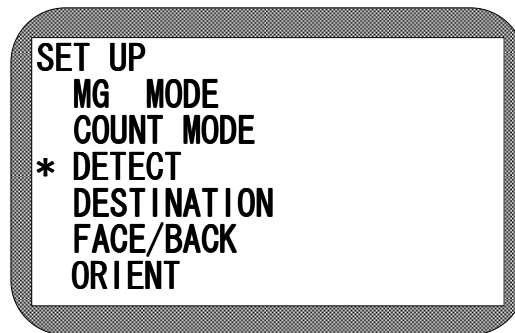 SET UP
MG MODE
COUNT MODE
* DETECT
DESTINATION
FACE/BACK
ORIENT